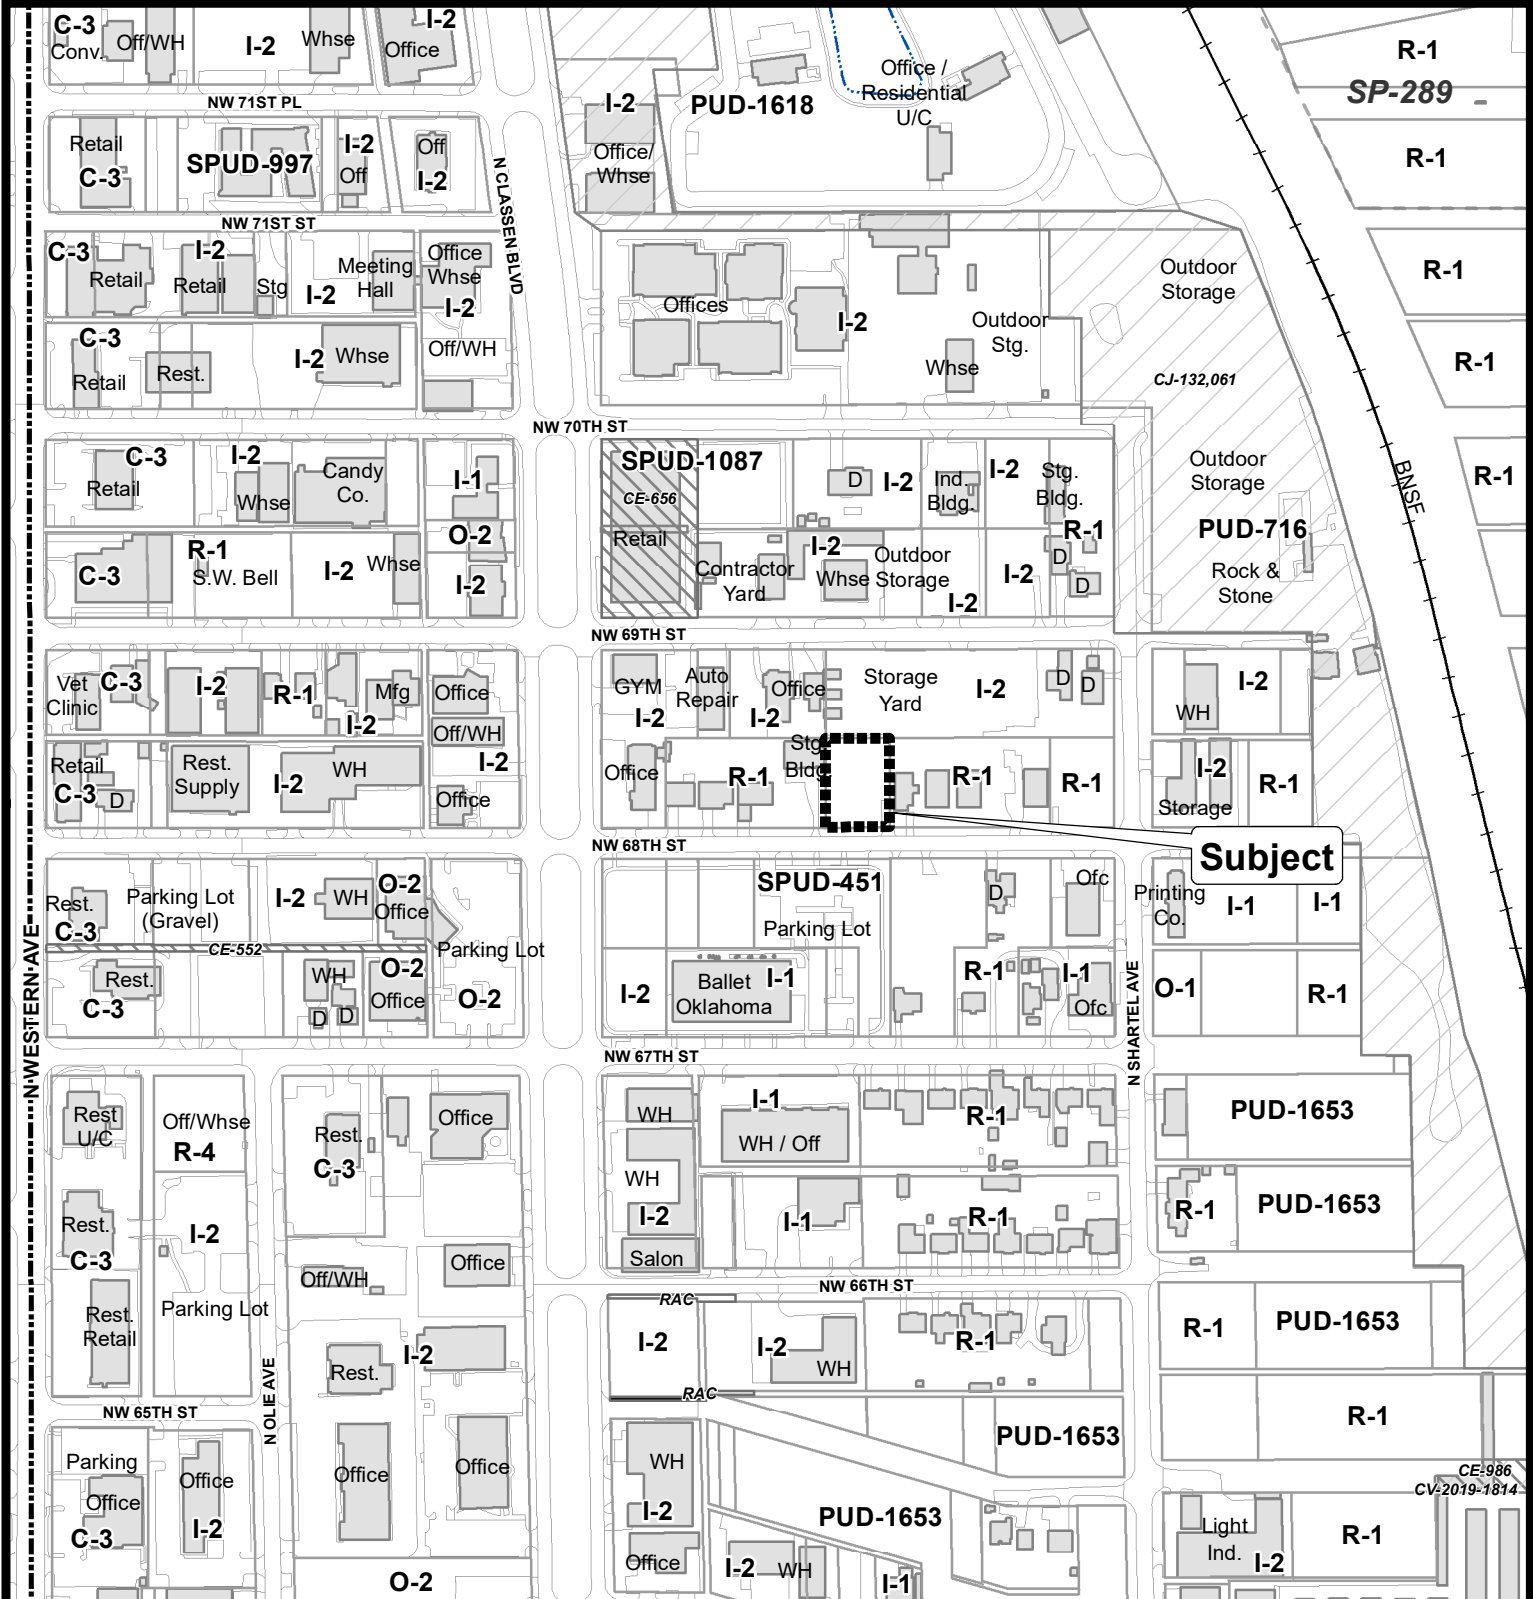 C-3
Conv.
Off/WH
I-2
Whse
I-2
Office
R-1
SP-289
NW 71ST PL
I-2
PUD-1618
Office /
Residential
U/C
Retail
C-3
SPUD-997
I-2
Off
Off
I-2
Office/
Whse
R-1
N CLASSEN BLVD
NW 71ST ST
C-3
Retail
I-2
Retail
Stg
I-2
Meeting
Hall
Office
Whse
I-2
Offices
I-2
Outdoor
Stg.
Whse
Outdoor
Storage
R-1
C-3
Retail
Rest.
I-2
Whse
Off/WH
CJ-132,061
R-1
NW 70TH ST
C-3
Retail
I-2
Whse
Candy
Co.
I-1
O-2
SPUD-1087
CE-656
Retail
D
I-2
Ind.
Bldg.
I-2
Stg.
Bldg.
R-1
D
D
Outdoor
Storage
BNSF
R-1
C-3
R-1
S.W. Bell
I-2
Whse
I-2
Contractor
Yard
I-2
Whse
Outdoor
Storage
I-2
I-2
PUD-716
Rock &
Stone
NW 69TH ST
Vet
Clinic
C-3
I-2
R-1
I-2
Mfg
Office
Off/WH
I-2
GYM
I-2
Auto
Repair
I-2
Office
Storage
Yard
I-2
D
D
WH
I-2
Retail
C-3
D
Rest.
Supply
I-2
WH
Office
Office
R-1
Stg
Bldg
R-1
R-1
I-2
Storage
R-1
NW 68TH ST
Subject
Rest.
C-3
Parking Lot
(Gravel)
I-2
WH
O-2
Office
Parking Lot
SPUD-451
Parking Lot
D
Ofc
Printing
Co.
I-1
I-1
CE-552
N WESTERN AVE
Rest.
C-3
WH
D
D
O-2
Office
O-2
I-2
Ballet
Oklahoma
I-1
R-1
I-1
Ofc
N SHARTEL AVE
O-1
R-1
NW 67TH ST
Rest
U/C
Off/Whse
R-4
Rest.
C-3
Office
WH
I-1
WH / Off
R-1
PUD-1653
WH
I-2
I-1
R-1
R-1
PUD-1653
Rest.
C-3
I-2
Off/WH
Office
Salon
NW 66TH ST
Rest.
Retail
Parking Lot
RAC
I-2
I-2
WH
R-1
R-1
PUD-1653
Rest.
I-2
RAC
NW 65TH ST
N OLIE AVE
PUD-1653
R-1
Parking
Office
C-3
Office
I-2
Office
Office
WH
I-2
PUD-1653
CE-986
CV-2019-1814
Light
Ind.
I-2
R-1
O-2
Office
I-2
WH
I-1